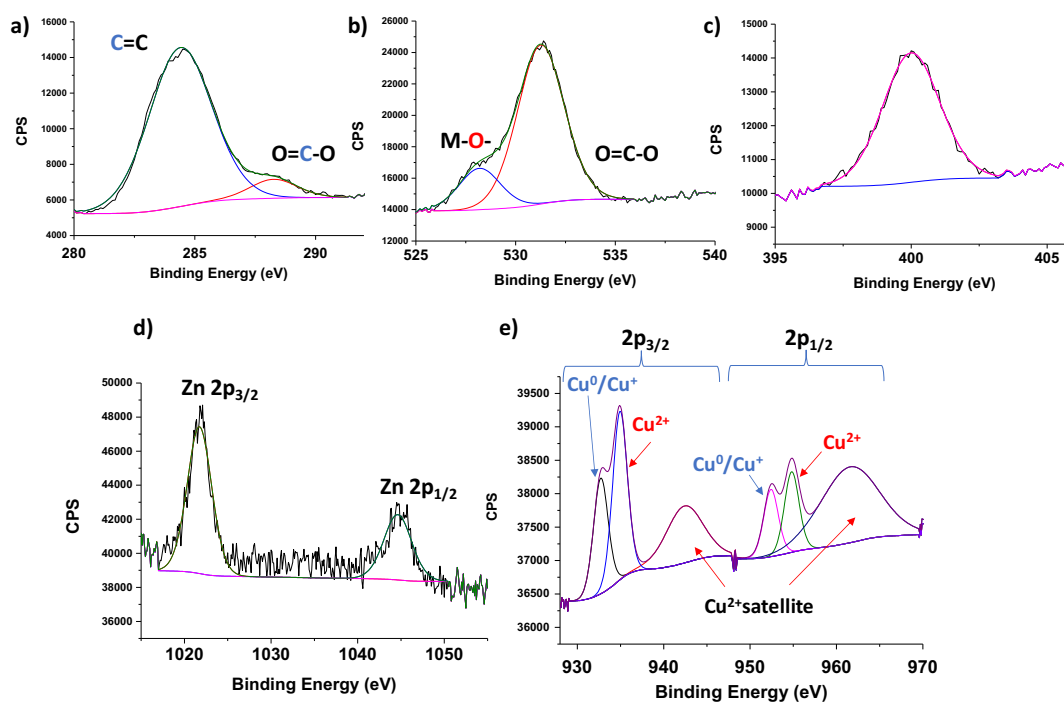 a)
C=C
O=C-O
CPS
16000
14000
12000
10000
8000
6000
4000
280
285
290
Binding Energy (eV)
b)
M-O-
O=C-O
CPS
26000
24000
22000
20000
18000
16000
14000
12000
525
530
535
540
Binding Energy (eV)
c)
CPS
15000
14000
13000
12000
11000
10000
9000
395
400
405
Binding Energy (eV)
d)
Zn 2p3/2
Zn 2p1/2
CPS
50000
48000
46000
44000
42000
40000
38000
36000
1020
1030
1040
1050
Binding Energy (eV)
e)
2p3/2
2p1/2
Cu⁰/Cu⁺
Cu²⁺
Cu⁰/Cu⁺
Cu²⁺
Cu²⁺satellite
CPS
39500
39000
38500
38000
37500
37000
36500
36000
930
940
950
960
970
Binding Energy (eV)